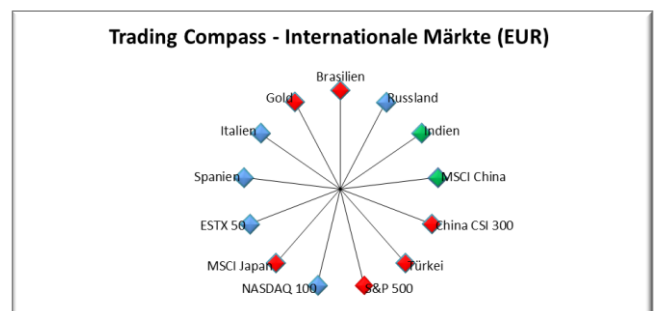 Trading Compass - Internationale Märkte (EUR)
Brasilien
Gold
Russland
Italien
Indien
Spanien
MSCI China
ESTX 50
China CSI 300
MSCI Japan
Türkei
NASDAQ 100
S&P 500